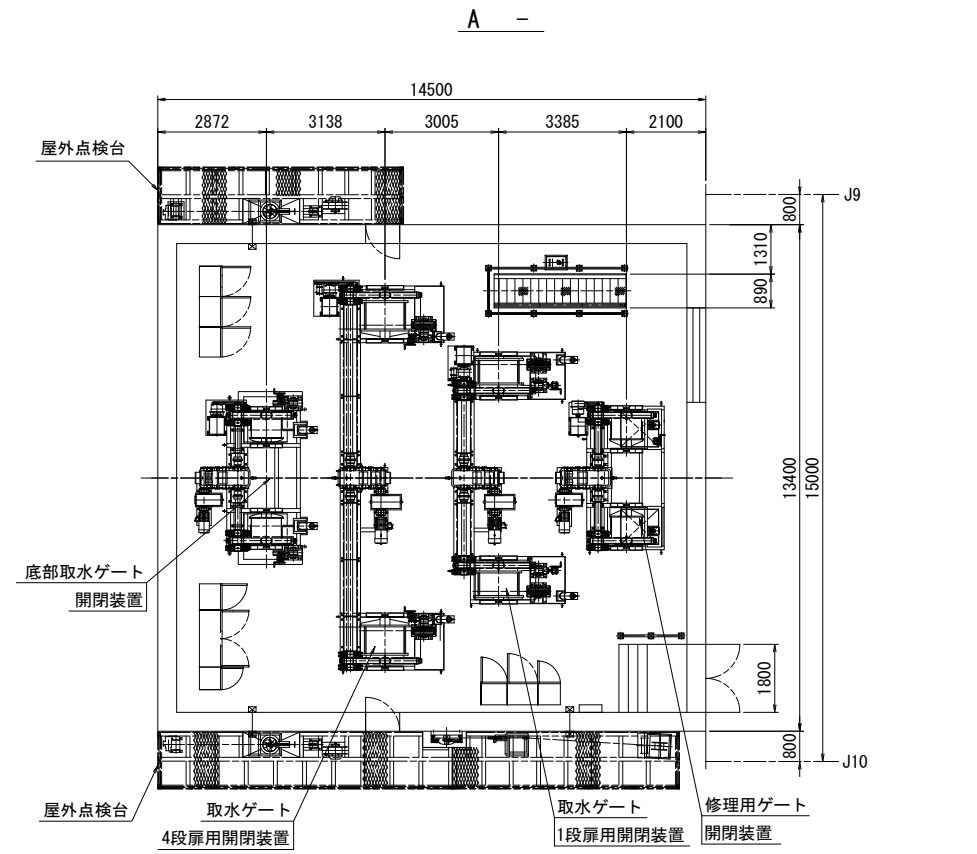 A -
14500
2872
3138
3005
3385
2100
屋外点検台
J9
800
1310
890
13400
15000
底部取水ゲート
開閉装置
1800
800
J10
屋外点検台
取水ゲート
4段扉用開閉装置
取水ゲート
1段扉用開閉装置
修理用ゲート
開閉装置